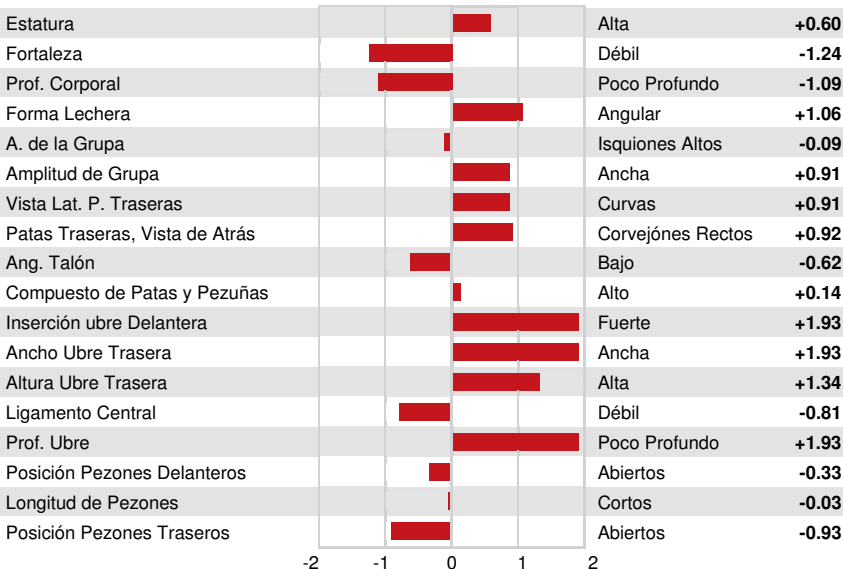 Estatura Alta +0.60
Fortaleza Débil -1.24
Prof. Corporal Poco Profundo -1.09
Forma Lechera Angular +1.06
A. de la Grupa Isquiones Altos -0.09
Amplitud de Grupa Ancha +0.91
Vista Lat. P. Traseras Curvas +0.91
Patas Traseras, Vista de Atrás Corvejónes Rectos +0.92
Ang. Talón Bajo -0.62
Compuesto de Patas y Pezuñas Alto +0.14
Inserción ubre Delantera Fuerte +1.93
Ancho Ubre Trasera Ancha +1.93
Altura Ubre Trasera Alta +1.34
Ligamento Central Débil -0.81
Prof. Ubre Poco Profundo +1.93
Posición Pezones Delanteros Abiertos -0.33
Longitud de Pezones Cortos -0.03
Posición Pezones Traseros Abiertos -0.93
-2 -1 0 1 2